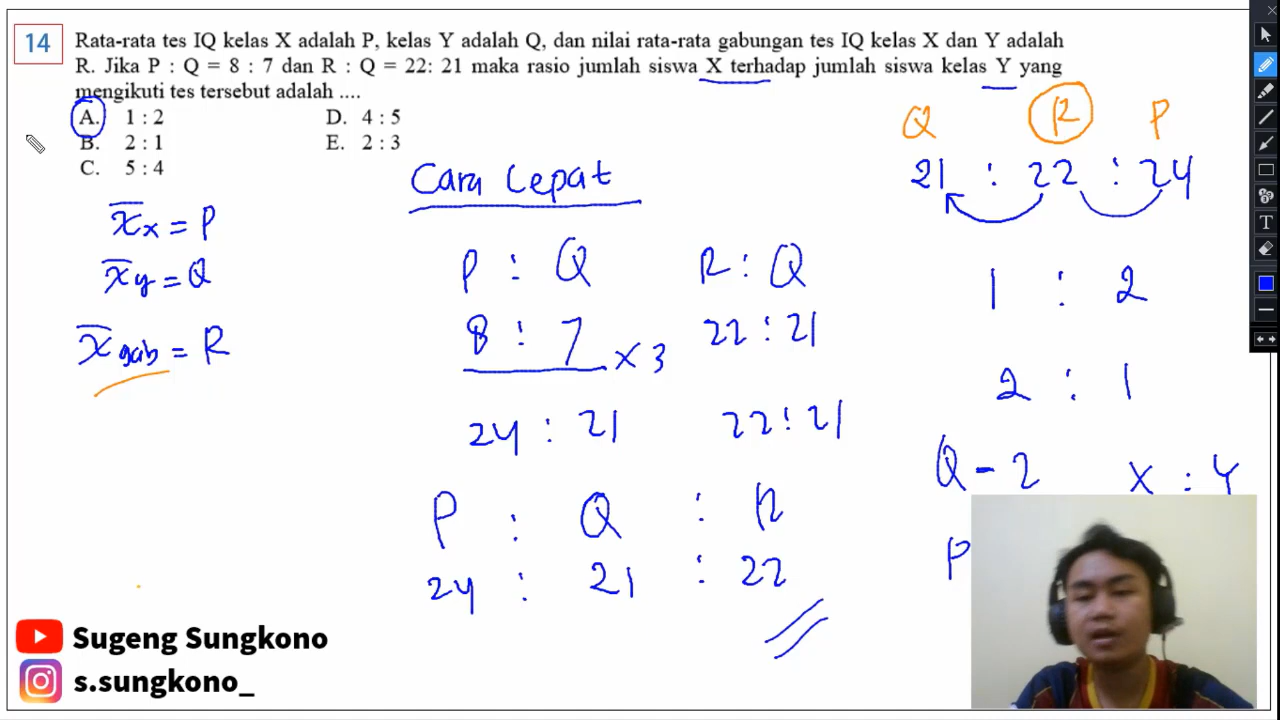 14
Rata-rata tes IQ kelas X adalah P, kelas Y adalah Q, dan nilai rata-rata gabungan tes IQ kelas X dan Y adalah
R. Jika P : Q = 8 : 7 dan R : Q = 22: 21 maka rasio jumlah siswa X terhadap jumlah siswa kelas Y yang
mengikuti tes tersebut adalah ....
A. 1 : 2 D. 4 : 5
B. 2 : 1 E. 2 : 3
C. 5 : 4
x̅x = P
x̅y = Q
x̅gab = R
Cara Cepat
P : Q R : Q
8 : 7 x 3 22 : 21
24 : 21 22 : 21
P : Q : R
24 : 21 : 22
Q R P
21 : 22 : 24
1 : 2
2 : 1
Q - 2 X : Y
P
Sugeng Sungkono
s.sungkono_
T